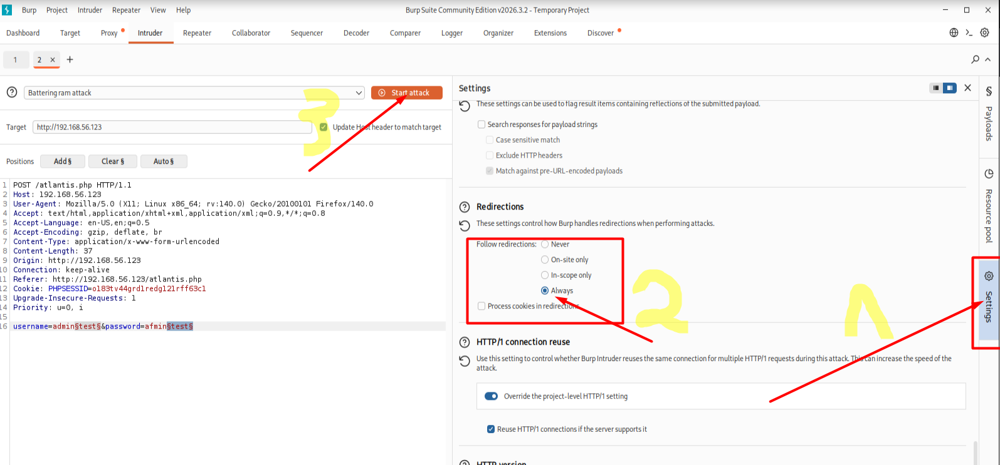 Burp Project Intruder Repeater View Help
Burp Suite Community Edition v2026.3.2 - Temporary Project
Dashboard Target Proxy Intruder Repeater Collaborator Sequencer Decoder Comparer Logger Organizer Extensions Discover
1 2 × +
Battering ram attack
Start attack
3
Target http://192.168.56.123 Update Host header to match target
Positions Add § Clear § Auto §
1 POST /atlantis.php HTTP/1.1
2 Host: 192.168.56.123
3 User-Agent: Mozilla/5.0 (X11; Linux x86_64; rv:140.0) Gecko/20100101 Firefox/140.0
4 Accept: text/html,application/xhtml+xml,application/xml;q=0.9,*/*;q=0.8
5 Accept-Language: en-US,en;q=0.5
6 Accept-Encoding: gzip, deflate, br
7 Content-Type: application/x-www-form-urlencoded
8 Content-Length: 37
9 Origin: http://192.168.56.123
10 Connection: keep-alive
11 Referer: http://192.168.56.123/atlantis.php
12 Cookie: PHPSESSID=ol83tv44grdlredg12lrff63cl
13 Upgrade-Insecure-Requests: 1
14 Priority: u=0, i
15
16 username=admin§test§&password=afmin§test§
Settings
These settings can be used to flag result items containing reflections of the submitted payload.
Search responses for payload strings
Case sensitive match
Exclude HTTP headers
Match against pre-URL-encoded payloads
Redirections
These settings control how Burp handles redirections when performing attacks.
Follow redirections: Never
On-site only
In-scope only
Always
Process cookies in redirections
2
1
HTTP/1 connection reuse
Use this setting to control whether Burp Intruder reuses the same connection for multiple HTTP/1 requests during this attack. This can increase the speed of the
attack.
Override the project-level HTTP/1 setting
Reuse HTTP/1 connections if the server supports it
HTTP version
§ Payloads
Resource pool
Settings